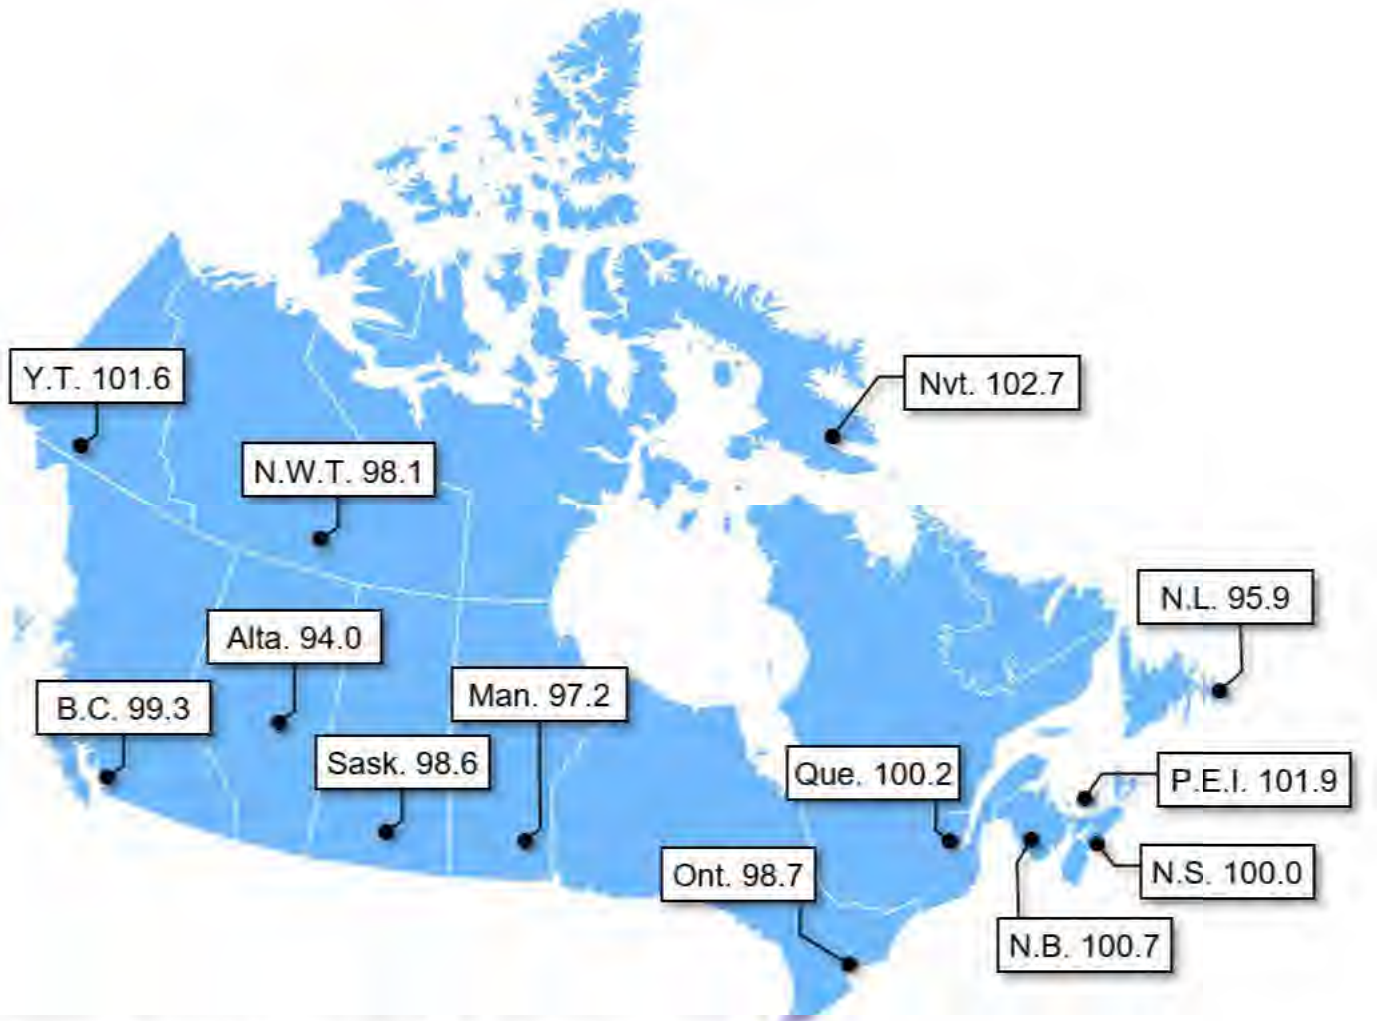 Y.T. 101.6
Nvt. 102.7
N.W.T. 98.1
N.L. 95.9
Alta. 94.0
Man. 97.2
B.C. 99.3
Sask. 98.6
Que. 100.2
P.E.I. 101.9
Ont. 98.7
N.S. 100.0
N.B. 100.7